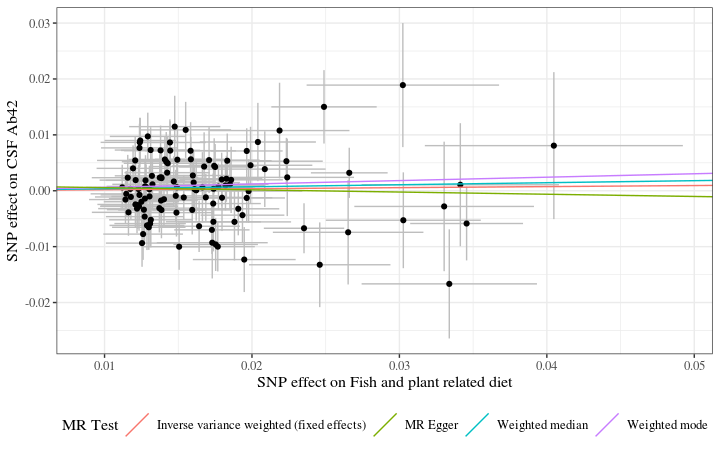 0.03
0.02
0.01
0.00
-0.01
-0.02
SNP effect on CSF Ab42
0.01 0.02 0.03 0.04 0.05
SNP effect on Fish and plant related diet
MR Test Inverse variance weighted (fixed effects) MR Egger Weighted median Weighted mode